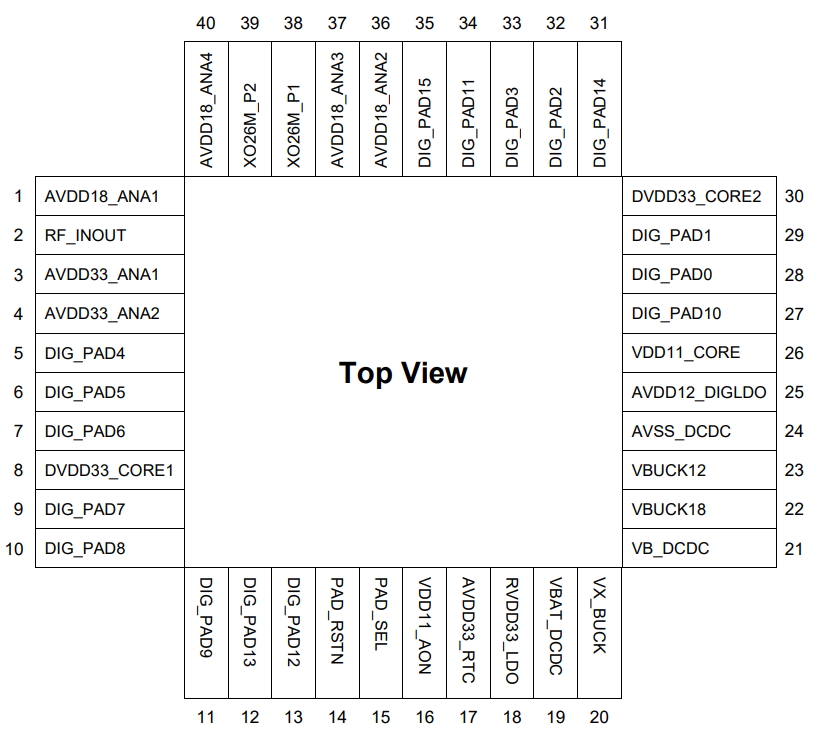 40 39 38 37 36 35 34 33 32 31
AVDD18_ANA4
XO26M_P2
XO26M_P1
AVDD18_ANA3
AVDD18_ANA2
DIG_PAD15
DIG_PAD11
DIG_PAD3
DIG_PAD2
DIG_PAD14
1 AVDD18_ANA1
2 RF_INOUT
3 AVDD33_ANA1
4 AVDD33_ANA2
5 DIG_PAD4
6 DIG_PAD5
7 DIG_PAD6
8 DVDD33_CORE1
9 DIG_PAD7
10 DIG_PAD8
Top View
DVDD33_CORE2 30
DIG_PAD1 29
DIG_PAD0 28
DIG_PAD10 27
VDD11_CORE 26
AVDD12_DIGLDO 25
AVSS_DCDC 24
VBUCK12 23
VBUCK18 22
VB_DCDC 21
DIG_PAD9
DIG_PAD13
DIG_PAD12
PAD_RSTN
PAD_SEL
VDD11_AON
AVDD33_RTC
RVDD33_LDO
VBAT_DCDC
VX_BUCK
11 12 13 14 15 16 17 18 19 20